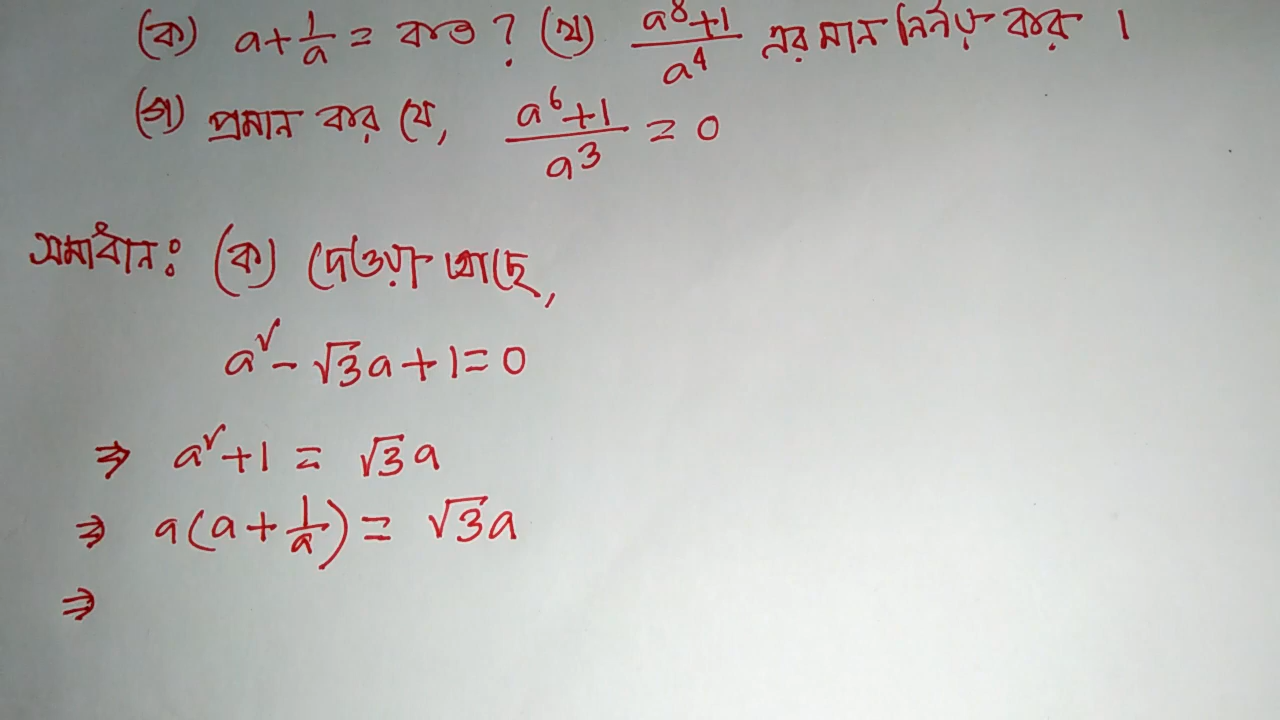 (ক) a + 1/a = কত ? (খ) (a⁸+1)/a⁴ এর মান নির্নয় কর ।
(গ) প্রমান কর যে, (a⁶+1)/a³ = 0
সমাধান: (ক) দেওয়া আছে,
a² - √3a + 1 = 0
⇒ a² + 1 = √3a
⇒ a(a + 1/a) = √3a
⇒